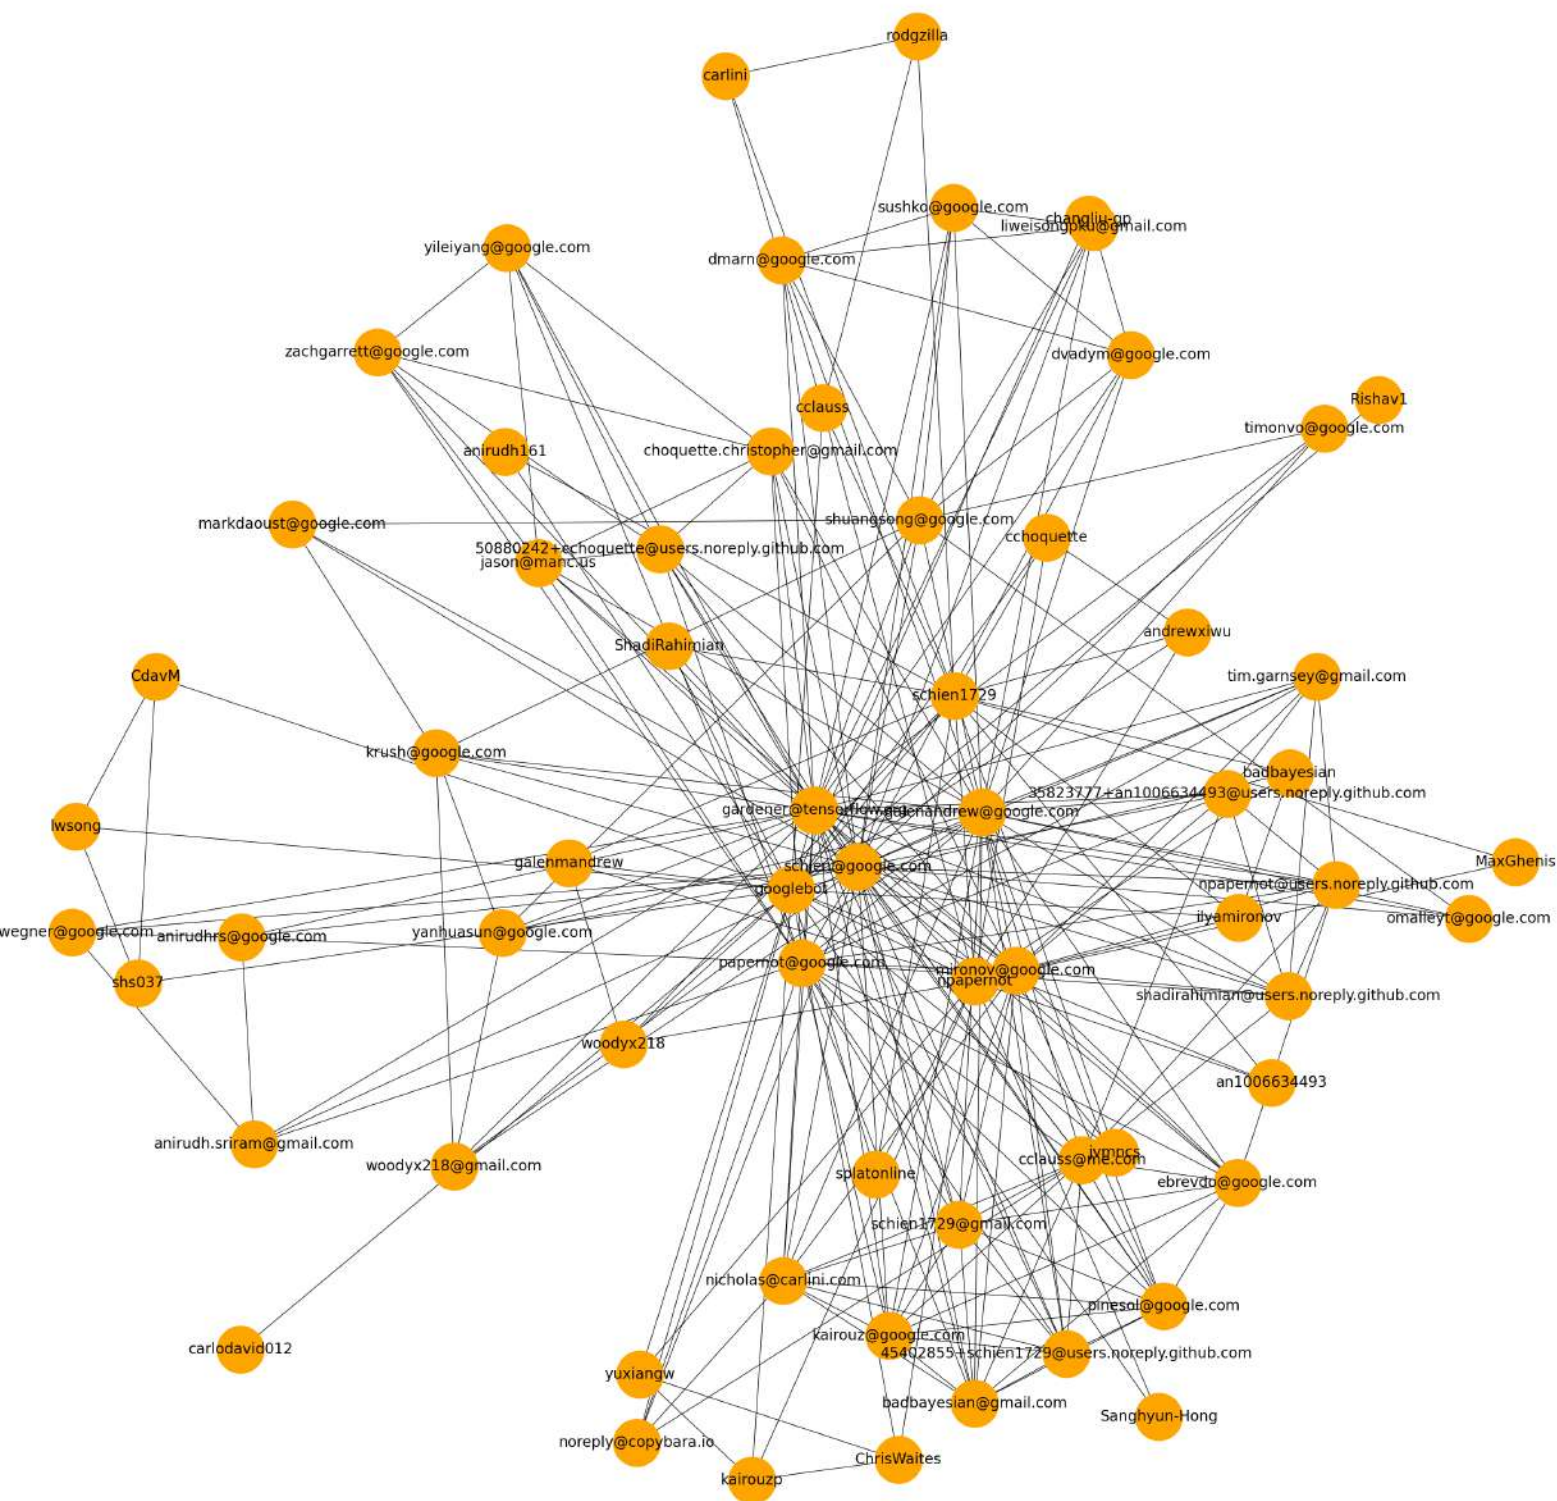 rodgzilla
carlini
sushko@google.com
changliu-gp
liweisongpku@gmail.com
yileiyang@google.com
dmarn@google.com
zachgarrett@google.com
dvadym@google.com
Rishav1
cclauss
timonvo@google.com
anirudh161
choquette.christopher@gmail.com
markdaoust@google.com
shuangsong@google.com
cchoquette
50880242+cchoquette@users.noreply.github.com
jason@manc.us
andrewxiwu
ShadiRahimian
CdavM
tim.garnsey@gmail.com
schien1729
krush@google.com
badbayesian
35823777+an1006634493@users.noreply.github.com
gardener@tensorflow.org
galenandrew@google.com
lwsong
galenmandrew
schien@google.com
MaxGhenis
npapernot@users.noreply.github.com
googlebot
ilyamironov
omalleyt@google.com
wegner@google.com
anirudhrs@google.com
yanhuasun@google.com
papernot@google.com
mironov@google.com
npapernot
shs037
shadirahimian@users.noreply.github.com
woodyx218
an1006634493
anirudh.sriram@gmail.com
woodyx218@gmail.com
splatonline
cclauss@me.com
jvmncs
ebrevdo@google.com
schien1729@gmail.com
nicholas@carlini.com
pinesol@google.com
kairouz@google.com
carlodavid012
45402855+schien1729@users.noreply.github.com
yuxiangw
badbayesian@gmail.com
Sanghyun-Hong
noreply@copybara.io
ChrisWaites
kairouzp